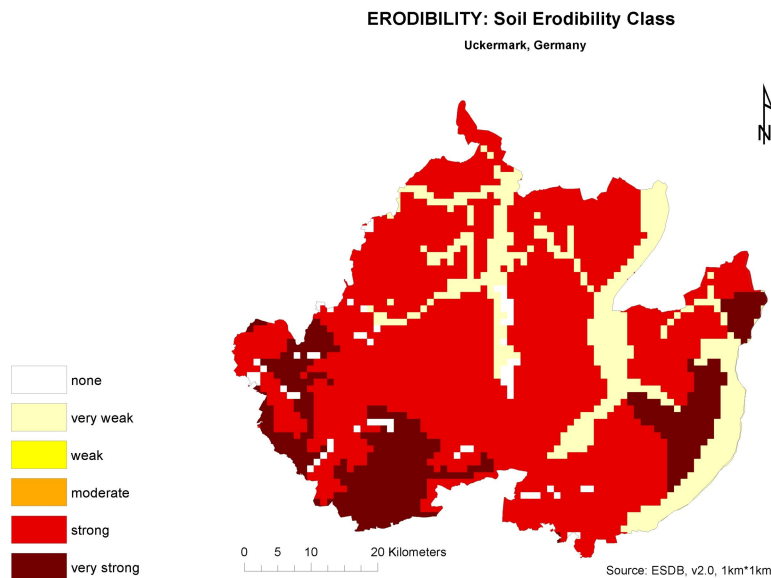 ERODIBILITY: Soil Erodibility Class
Uckermark, Germany
N
none
very weak
weak
moderate
strong
very strong
0 5 10 20 Kilometers
Source: ESDB, v2.0, 1km*1km